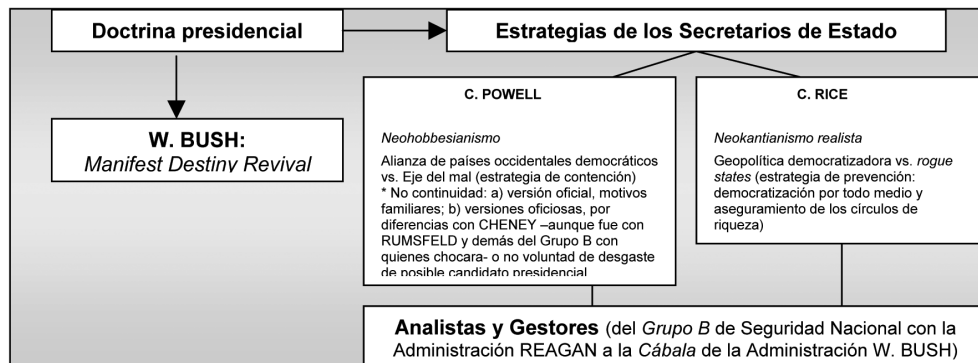 Doctrina presidencial
Estrategias de los Secretarios de Estado
W. BUSH:
Manifest Destiny Revival
C. POWELL
Neohobbesianismo
Alianza de países occidentales democráticos
vs. Eje del mal (estrategia de contención)
* No continuidad: a) versión oficial, motivos
familiares; b) versiones oficiosas, por
diferencias con CHENEY –aunque fue con
RUMSFELD y demás del Grupo B con
quienes chocara- o no voluntad de desgaste
de posible candidato presidencial
C. RICE
Neokantianismo realista
Geopolítica democratizadora vs. rogue
states (estrategia de prevención:
democratización por todo medio y
aseguramiento de los círculos de
riqueza)
Analistas y Gestores (del Grupo B de Seguridad Nacional con la
Administración REAGAN a la Cábala de la Administración W. BUSH)